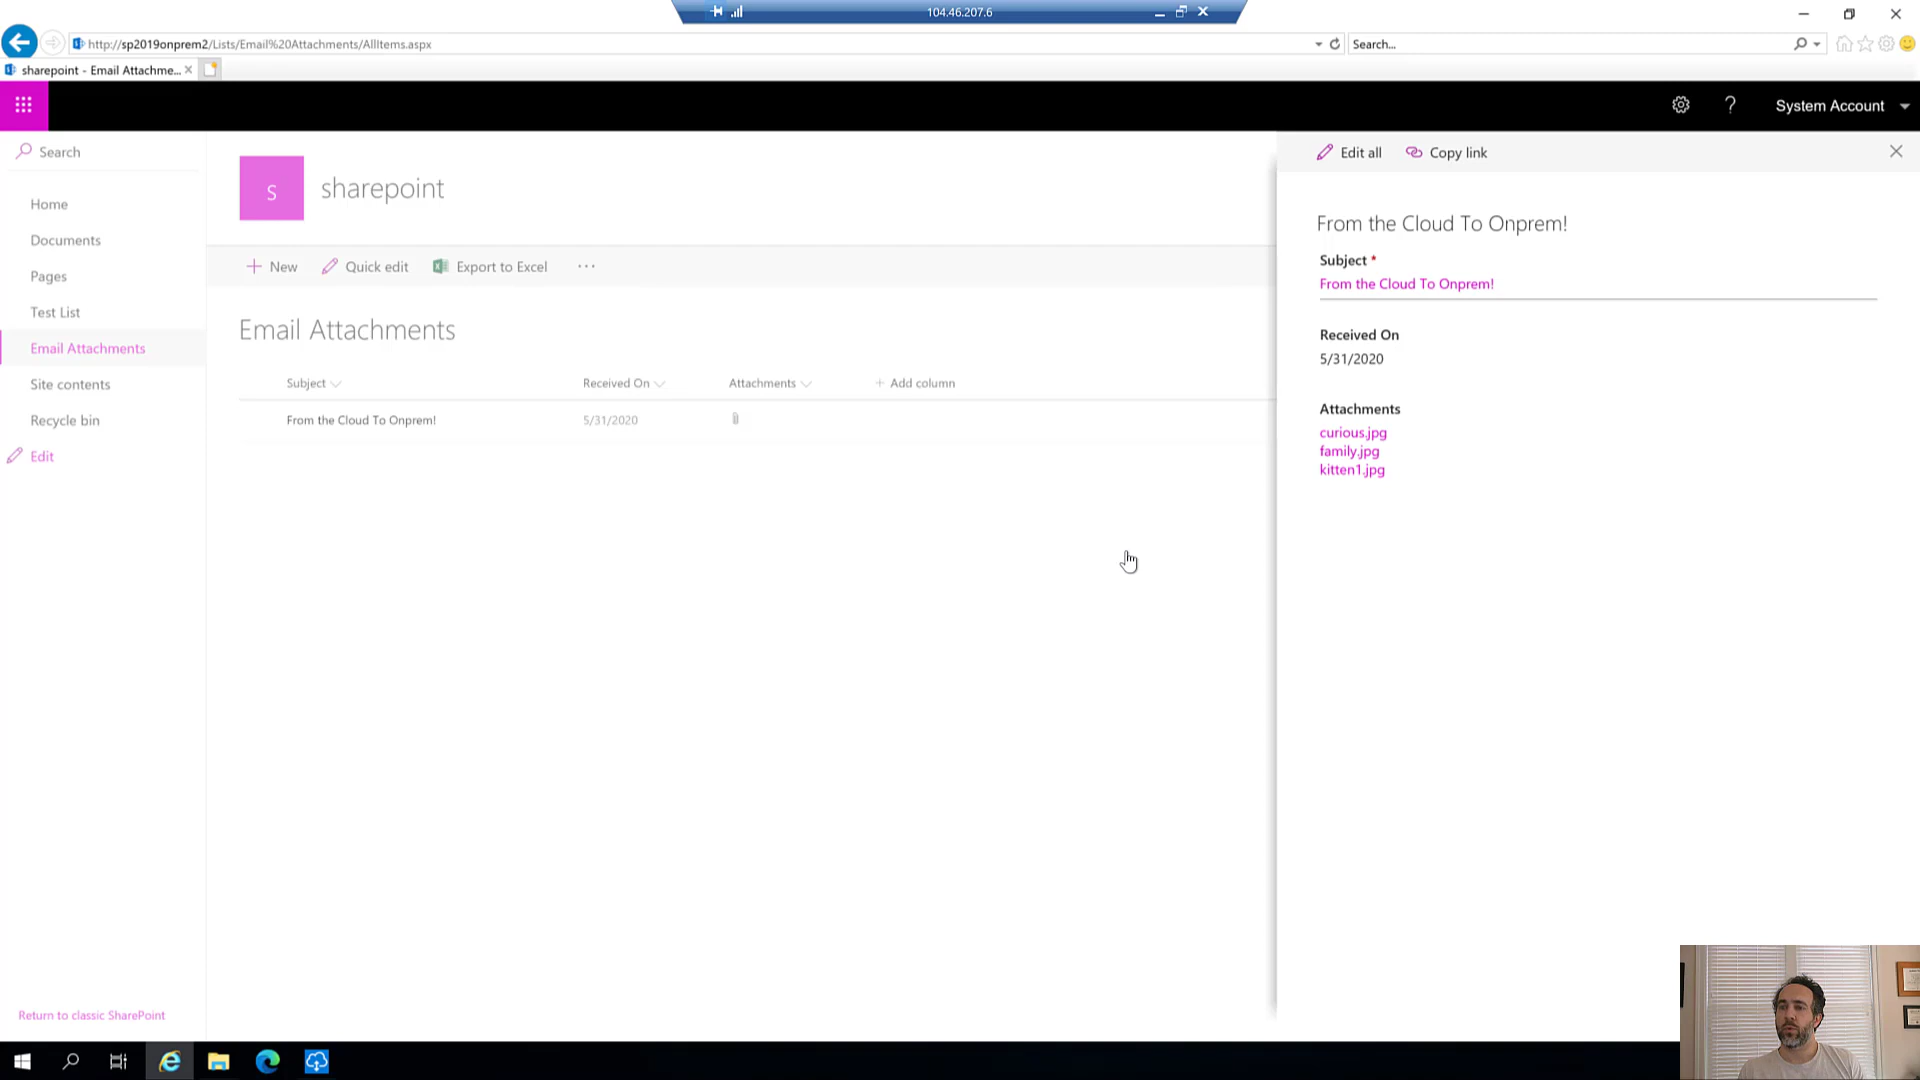 104.46.207.6
http://sp2019onprem2/Lists/Email%20Attachments/AllItems.aspx
Search...
sharepoint - Email Attachme...
System Account
Search
Home
Documents
Pages
Test List
Email Attachments
Site contents
Recycle bin
Edit
Return to classic SharePoint
S
sharepoint
New
Quick edit
Export to Excel
Email Attachments
Subject
Received On
Attachments
+ Add column
From the Cloud To Onprem!
5/31/2020
Edit all
Copy link
From the Cloud To Onprem!
Subject *
From the Cloud To Onprem!
Received On
5/31/2020
Attachments
curious.jpg
family.jpg
kitten1.jpg